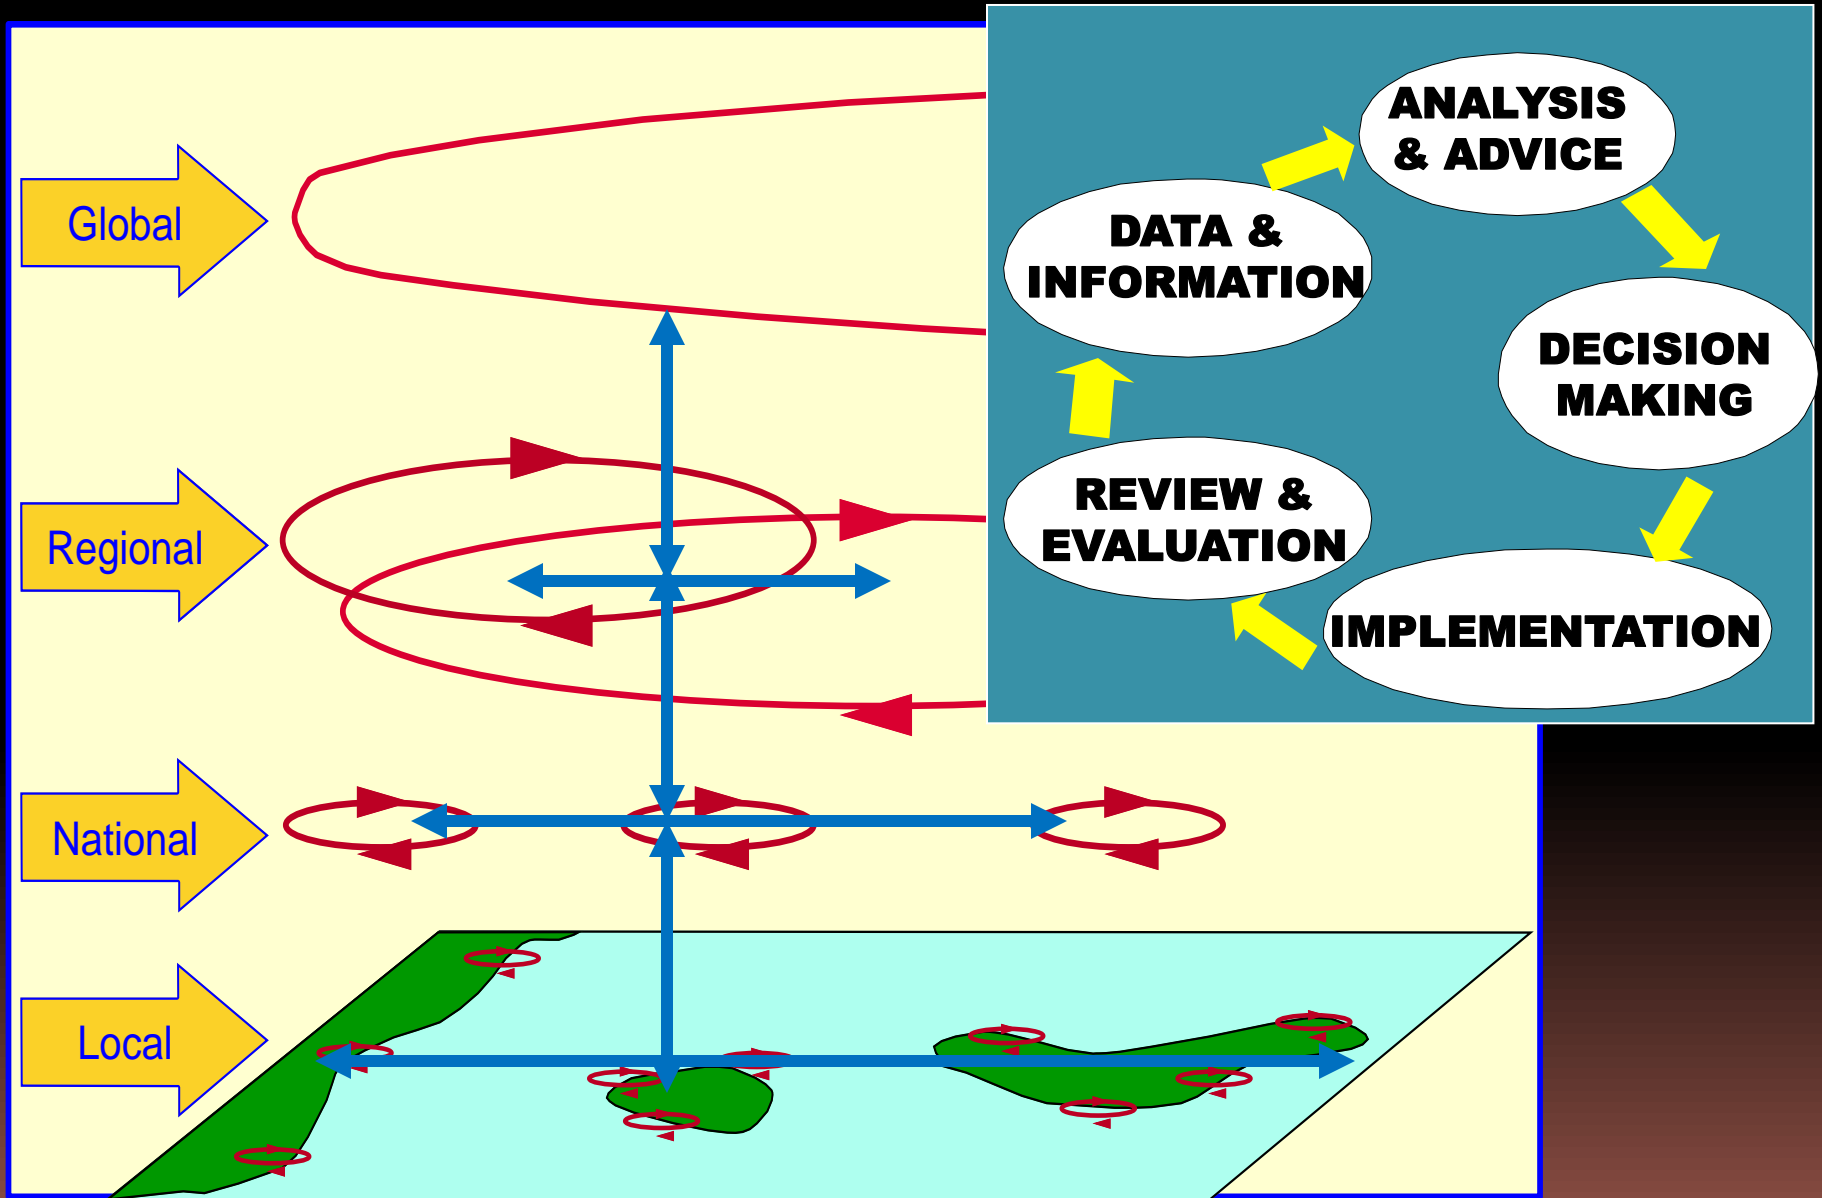 Global
Regional
National
Local
ANALYSIS
& ADVICE
DATA &
INFORMATION
DECISION
MAKING
REVIEW &
EVALUATION
IMPLEMENTATION